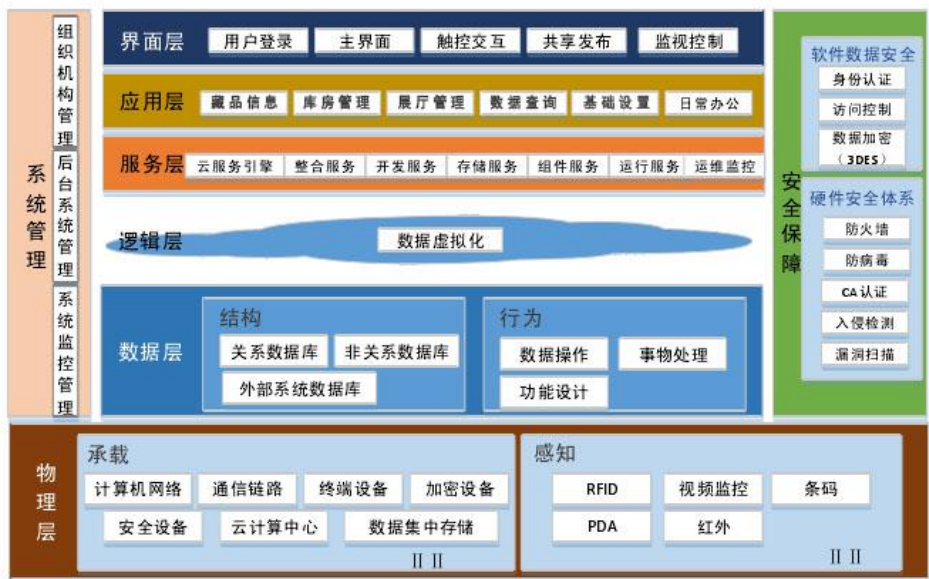 系统管理
组织机构管理
后台系统管理
系统监控管理
界面层
用户登录
主界面
触控交互
共享发布
监视控制
应用层
藏品信息
库房管理
展厅管理
数据查询
基础设置
日常办公
服务层
云服务引擎
整合服务
开发服务
存储服务
组件服务
运行服务
运维监控
逻辑层
数据虚拟化
数据层
结构
关系数据库
非关系数据库
外部系统数据库
行为
数据操作
事物处理
功能设计
安全保障
软件数据安全
身份认证
访问控制
数据加密
（3DES）
硬件安全体系
防火墙
防病毒
CA认证
入侵检测
漏洞扫描
物理层
承载
计算机网络
通信链路
终端设备
加密设备
安全设备
云计算中心
数据集中存储
II II
感知
RFID
视频监控
条码
PDA
红外
II II